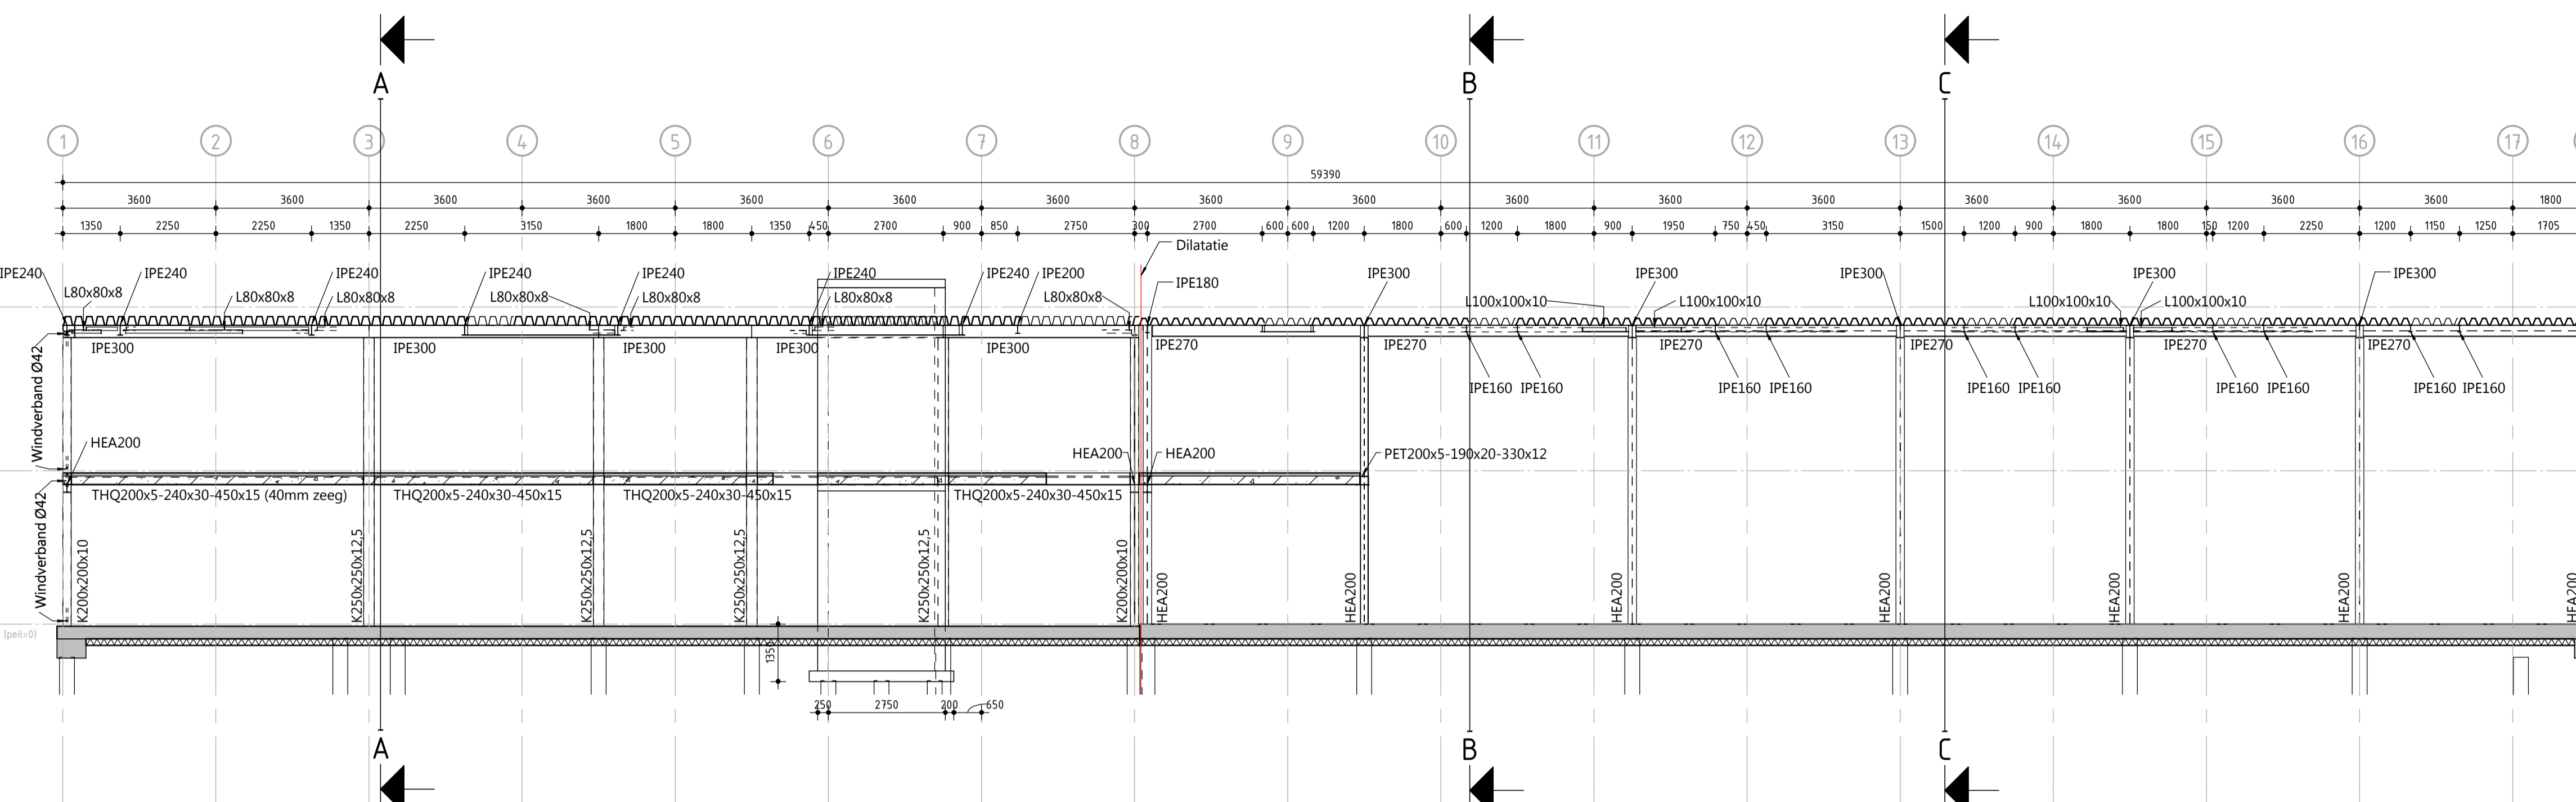 A B C
1 2 3 4 5 6 7 8 9 10 11 12 13 14 15 16 17
59390
3600 3600 3600 3600 3600 3600 3600 3600 3600 3600 3600 3600 3600 3600 3600 3600 1800
1350 2250 2250 1350 2250 3150 1800 1800 1350 450 2700 900 850 2750 300 2700 600 600 1200 1800 600 1200 1800 900 1950 750 450 3150 1500 1200 900 1800 1800 150 1200 2250 1200 1150 1250 1705
Dilatatie
IPE240 IPE240 IPE240 IPE240 IPE240 IPE240 IPE240 IPE200 IPE180 IPE300 IPE300 IPE300 IPE300 IPE300
L80x80x8 L80x80x8 L80x80x8 L80x80x8 L80x80x8 L80x80x8 L80x80x8 L100x100x10 L100x100x10 L100x100x10 L100x100x10
IPE300 IPE300 IPE300 IPE300 IPE300 IPE270 IPE270 IPE270 IPE270 IPE270 IPE270
IPE160 IPE160 IPE160 IPE160 IPE160 IPE160 IPE160 IPE160 IPE160 IPE160
Windverband Ø42
HEA200 HEA200 HEA200 PET200x5-190x20-330x12
THQ200x5-240x30-450x15 (40mm zeeg) THQ200x5-240x30-450x15 THQ200x5-240x30-450x15 THQ200x5-240x30-450x15
Windverband Ø42
K200x200x10 K250x250x12,5 K250x250x12,5 K250x250x12,5 K250x250x12,5 K200x200x10 HEA200 HEA200 HEA200 HEA200 HEA200 HEA200 HEA200
(peil=0)
1350
250 2750 200 650
A B C